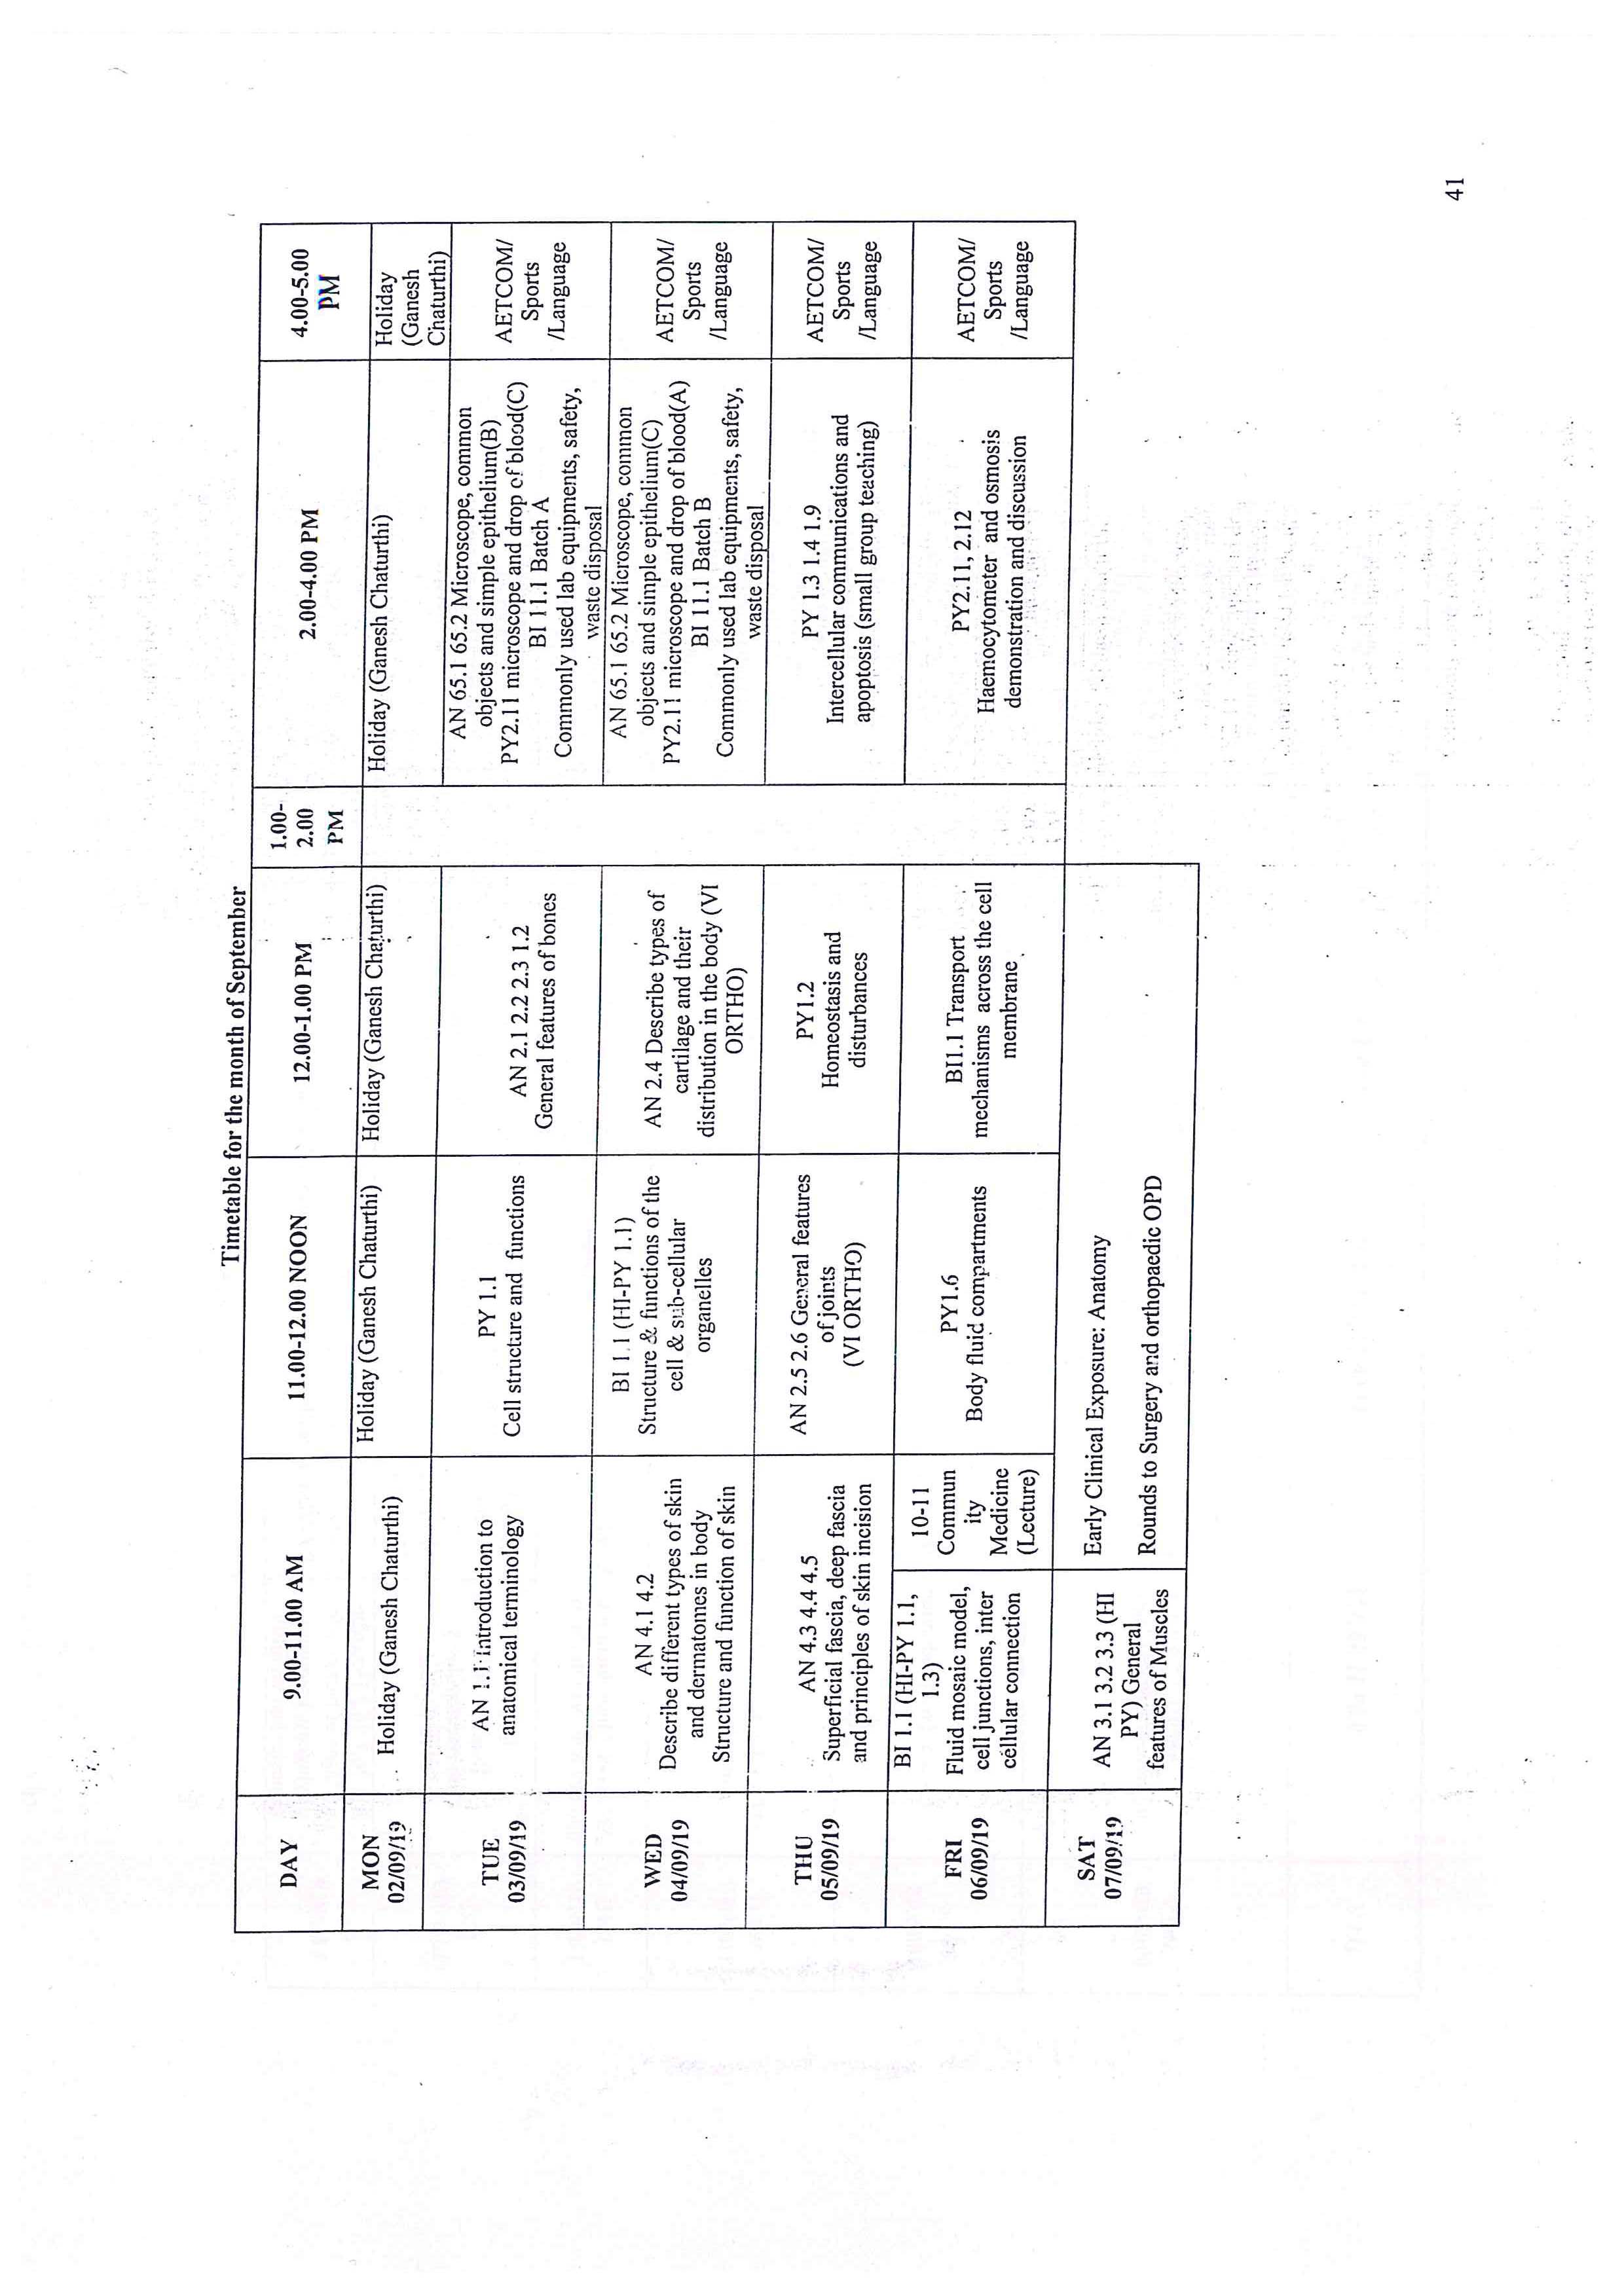 Timetable for the month of September
DAY
9.00-11.00 AM
11.00-12.00 NOON
12.00-1.00 PM
1.00-
2.00
PM
2.00-4.00 PM
4.00-5.00
PM
MON
02/09/19
Holiday (Ganesh Chaturthi)
Holiday (Ganesh Chaturthi)
Holiday (Ganesh Chaturthi)
Holiday (Ganesh Chaturthi)
Holiday
(Ganesh
Chaturthi)
TUE
03/09/19
AN 1.1 Introduction to
anatomical terminology
PY 1.1
Cell structure and functions
AN 2.1 2.2 2.3 1.2
General features of bones
AN 65.1 65.2 Microscope, common
objects and simple epithelium(B)
PY2.11 microscope and drop of blood(C)
BI 11.1 Batch A
Commonly used lab equipments, safety,
waste disposal
AETCOM/
Sports
/Language
WED
04/09/19
AN 4.1 4.2
Describe different types of skin
and dermatomes in body
Structure and function of skin
BI 1.1 (HI-PY 1.1)
Structure & functions of the
cell & sub-cellular
organelles
AN 2.4 Describe types of
cartilage and their
distribution in the body (VI
ORTHO)
AN 65.1 65.2 Microscope, common
objects and simple epithelium(C)
PY2.11 microscope and drop of blood(A)
BI 11.1 Batch B
Commonly used lab equipments, safety,
waste disposal
AETCOM/
Sports
/Language
THU
05/09/19
AN 4.3 4.4 4.5
Superficial fascia, deep fascia
and principles of skin incision
AN 2.5 2.6 General features
of joints
(VI ORTHO)
PY1.2
Homeostasis and
disturbances
PY 1.3 1.4 1.9
Intercellular communications and
apoptosis (small group teaching)
AETCOM/
Sports
/Language
FRI
06/09/19
BI 1.1 (HI-PY 1.1,
1.3)
Fluid mosaic model,
cell junctions, inter
cellular connection
10-11
Commun
ity
Medicine
(Lecture)
PY1.6
Body fluid compartments
BI1.1 Transport
mechanisms across the cell
membrane
PY2.11, 2.12
Haemocytometer and osmosis
demonstration and discussion
AETCOM/
Sports
/Language
SAT
07/09/19
AN 3.1 3.2 3.3 (HI
PY) General
features of Muscles
Early Clinical Exposure: Anatomy
Rounds to Surgery and orthopaedic OPD
41